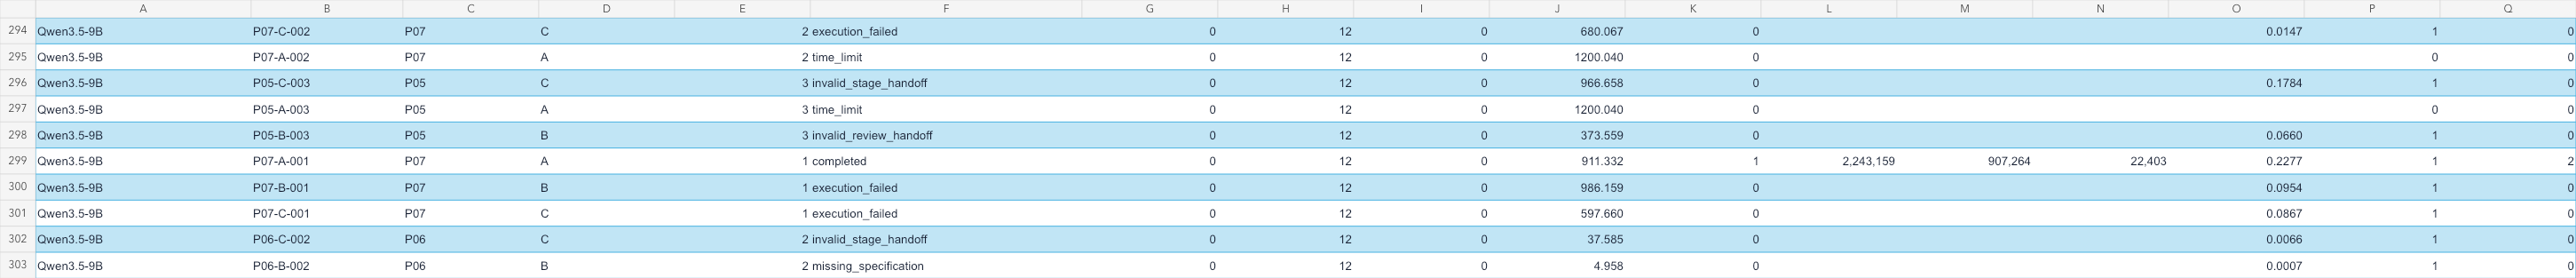 A B C D E F G H I J K L M N O P Q
294 Qwen3.5-9B P07-C-002 P07 C 2 execution_failed 0 12 0 680.067 0 0.0147 1 0
295 Qwen3.5-9B P07-A-002 P07 A 2 time_limit 0 12 0 1200.040 0 0 0
296 Qwen3.5-9B P05-C-003 P05 C 3 invalid_stage_handoff 0 12 0 966.658 0 0.1784 1 0
297 Qwen3.5-9B P05-A-003 P05 A 3 time_limit 0 12 0 1200.040 0 0 0
298 Qwen3.5-9B P05-B-003 P05 B 3 invalid_review_handoff 0 12 0 373.559 0 0.0660 1 0
299 Qwen3.5-9B P07-A-001 P07 A 1 completed 0 12 0 911.332 1 2,243,159 907,264 22,403 0.2277 1 2
300 Qwen3.5-9B P07-B-001 P07 B 1 execution_failed 0 12 0 986.159 0 0.0954 1 0
301 Qwen3.5-9B P07-C-001 P07 C 1 execution_failed 0 12 0 597.660 0 0.0867 1 0
302 Qwen3.5-9B P06-C-002 P06 C 2 invalid_stage_handoff 0 12 0 37.585 0 0.0066 1 0
303 Qwen3.5-9B P06-B-002 P06 B 2 missing_specification 0 12 0 4.958 0 0.0007 1 0